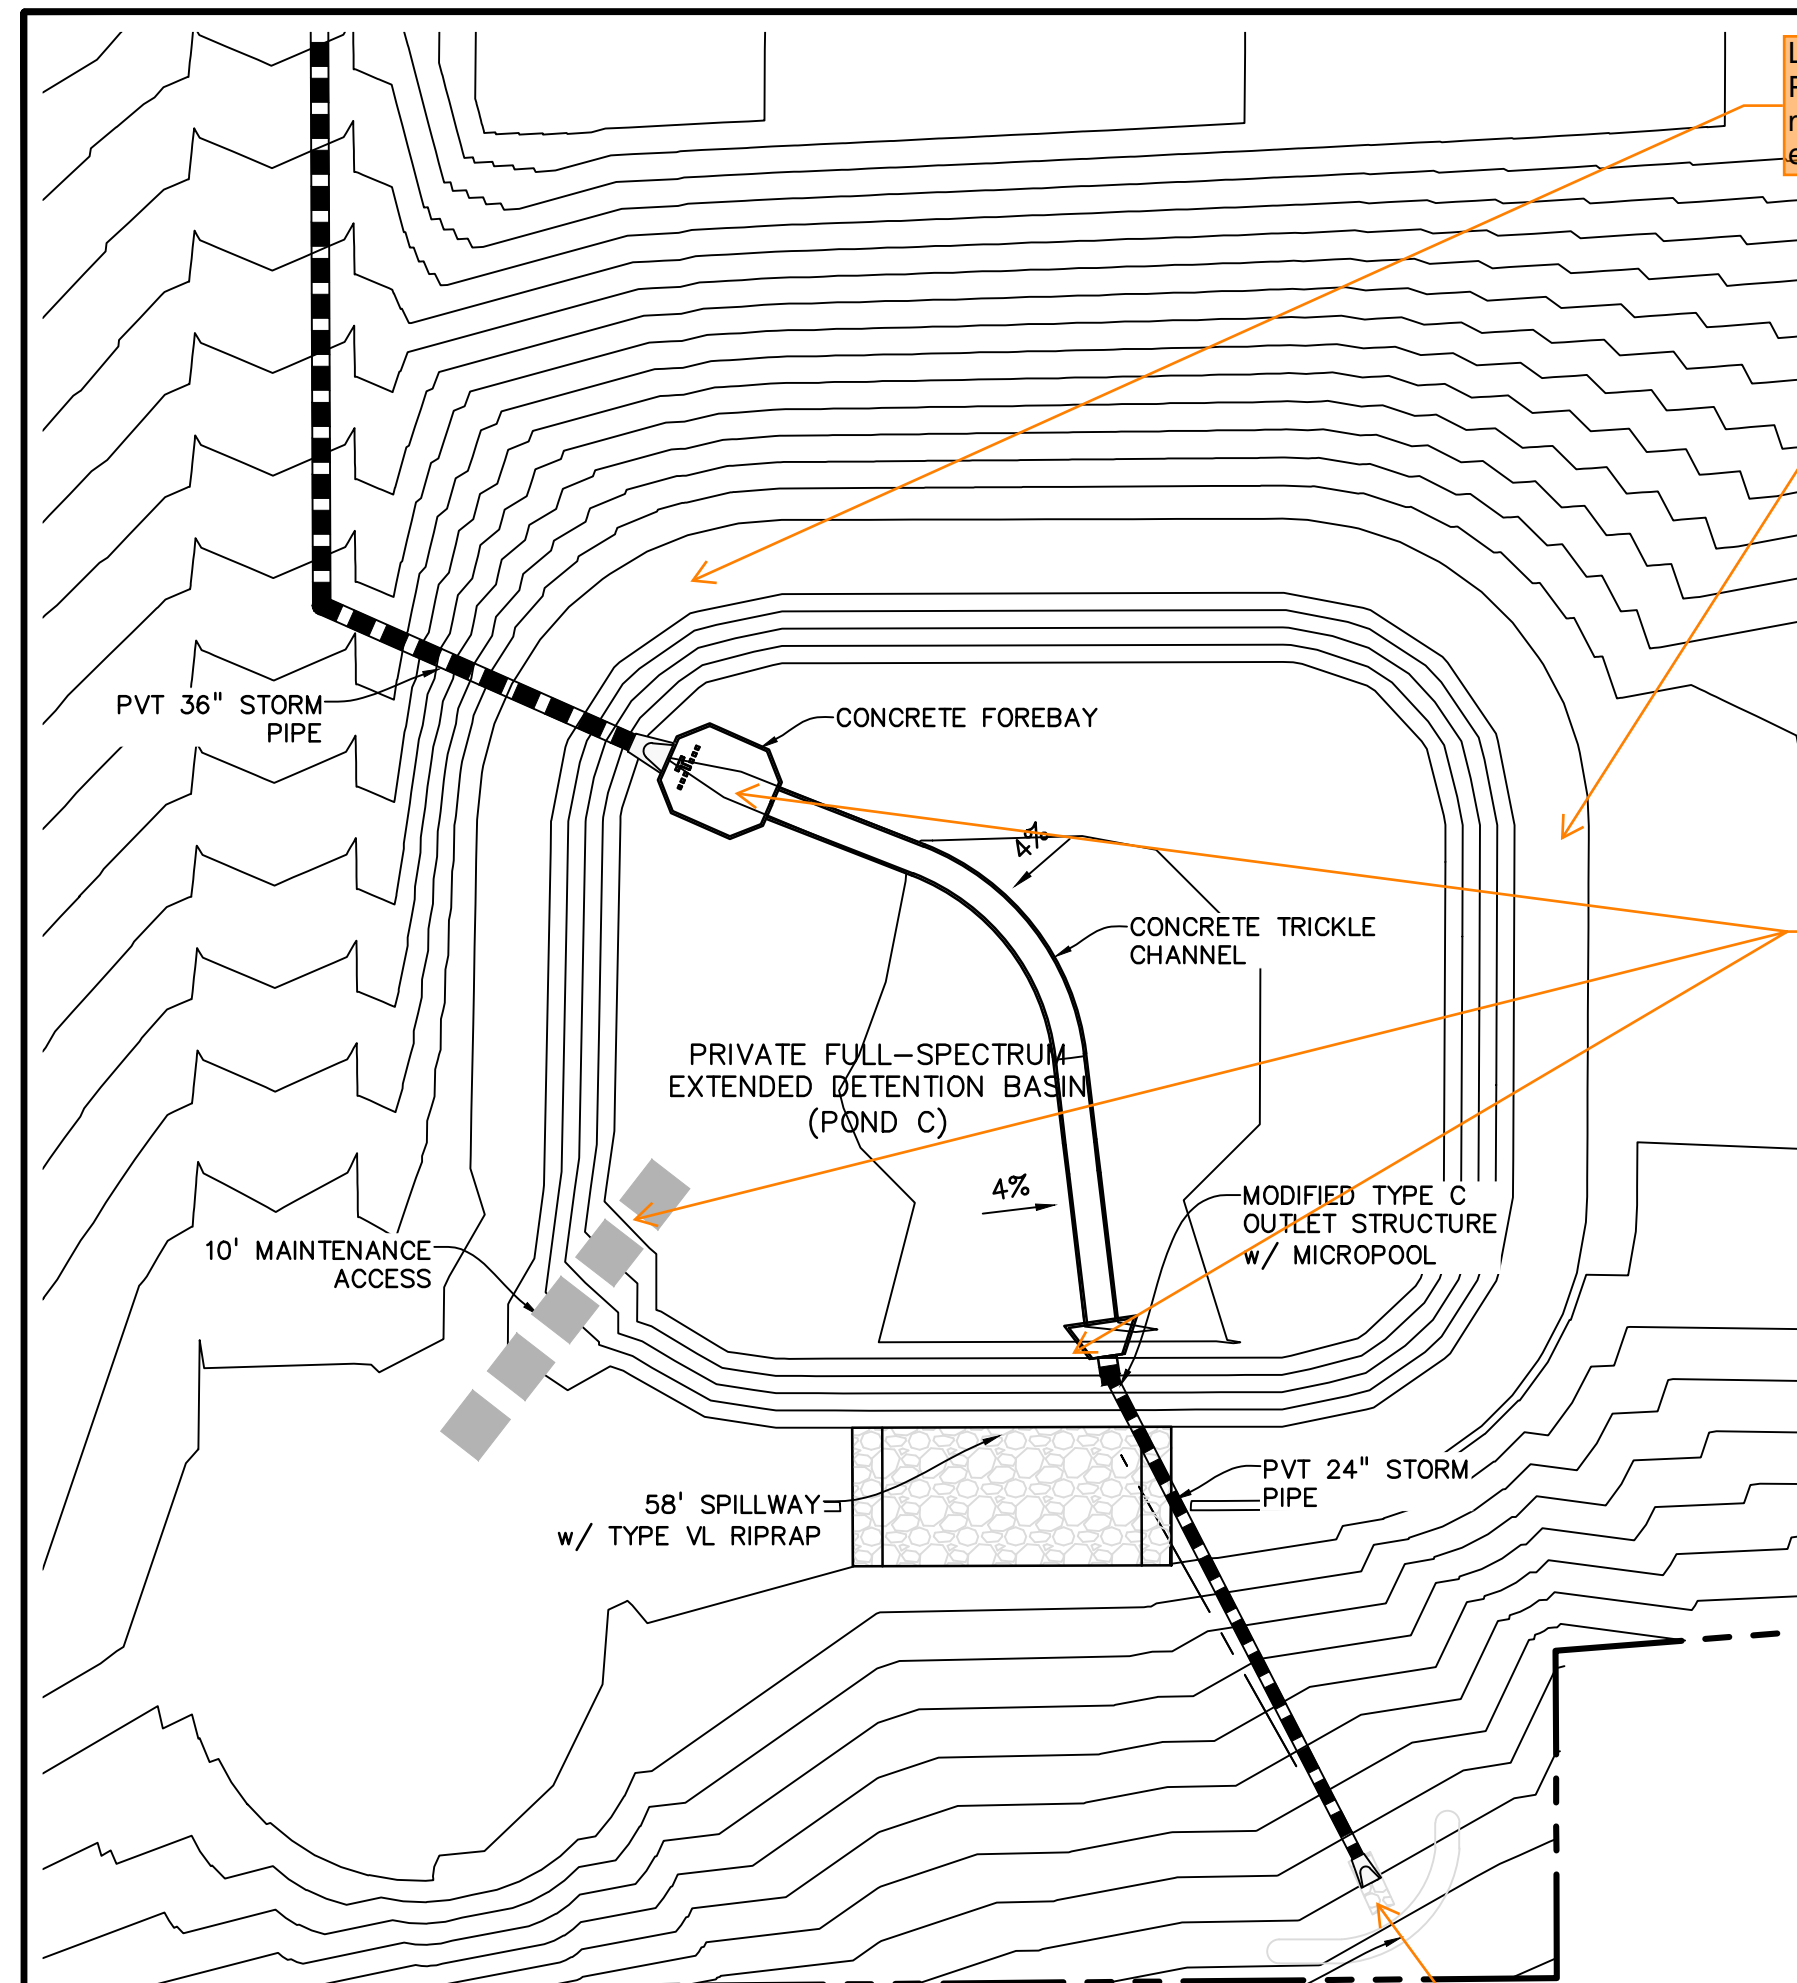 PVT 36" STORM
PIPE
CONCRETE FOREBAY
4%
CONCRETE TRICKLE
CHANNEL
PRIVATE FULL-SPECTRUM
EXTENDED DETENTION BASIN
(POND C)
4%
MODIFIED TYPE C
OUTLET STRUCTURE
w/ MICROPOOL
10' MAINTENANCE
ACCESS
PVT 24" STORM
PIPE
58' SPILLWAY
w/ TYPE VL RIPRAP